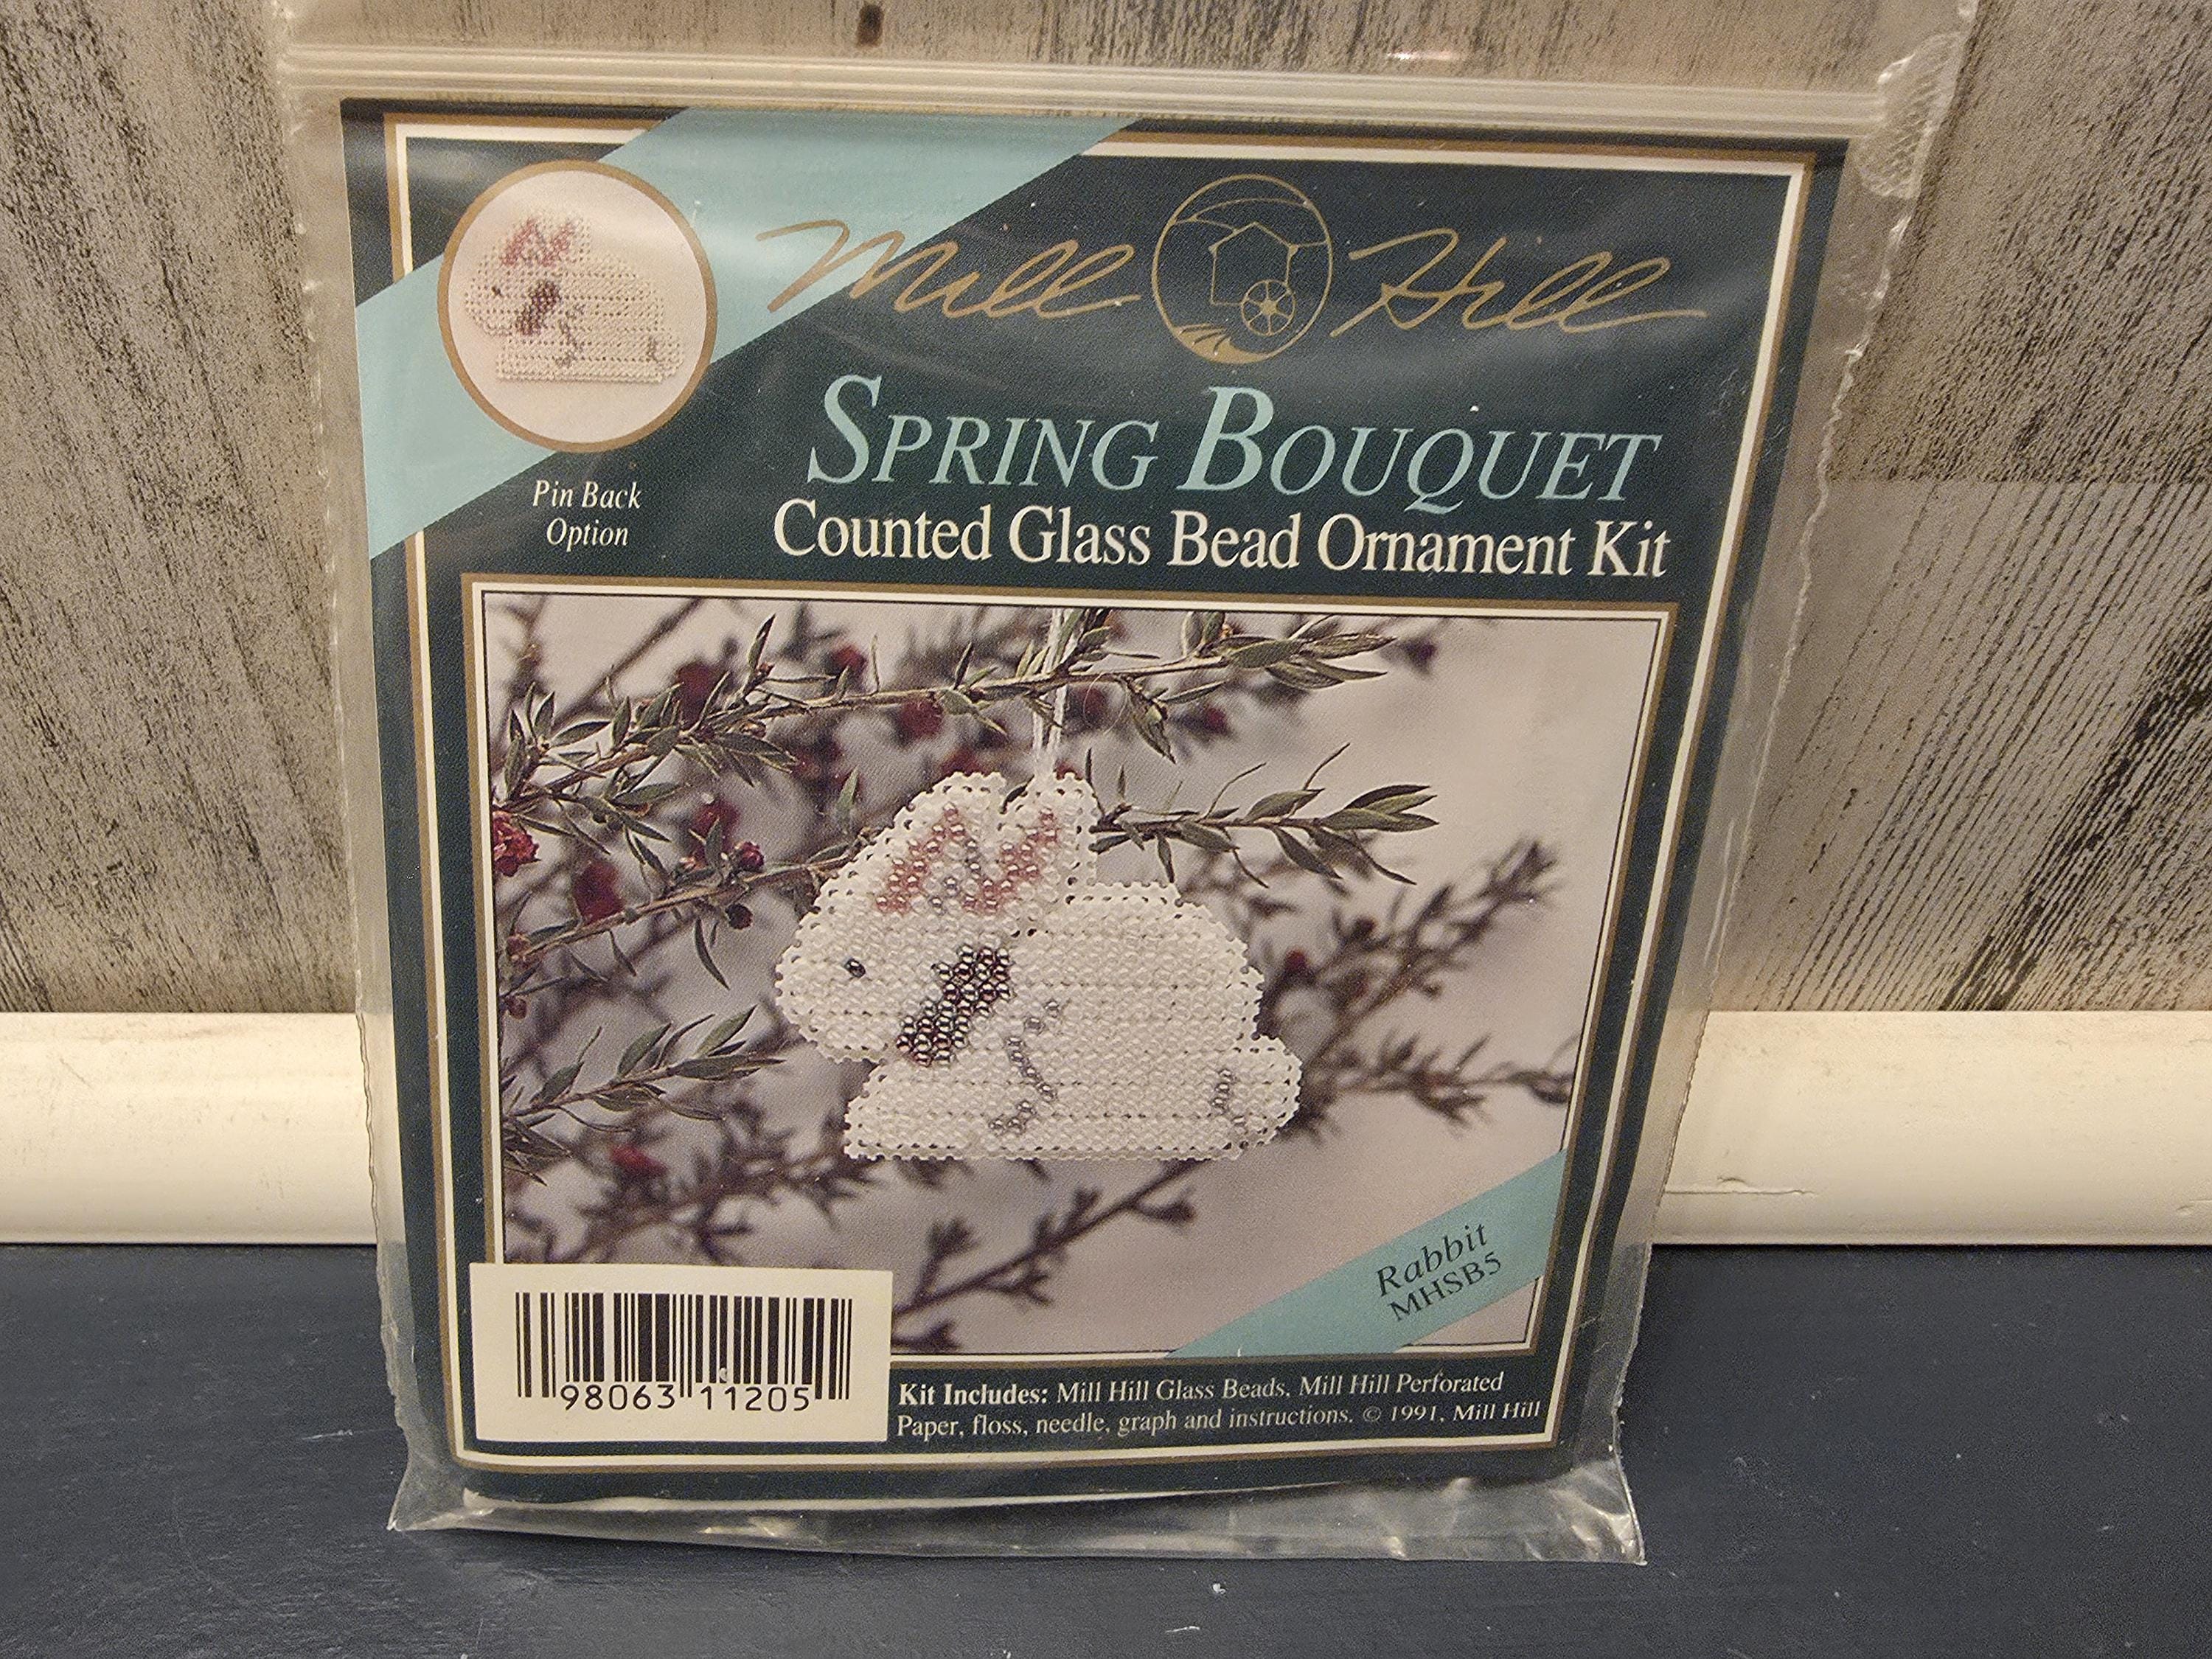 Mill Hill
SPRING BOUQUET
Counted Glass Bead Ornament Kit
Pin Back
Option
Rabbit
MHSB5
98063 11205
Kit Includes: Mill Hill Glass Beads, Mill Hill Perforated
Paper, floss, needle, graph and instructions. © 1991, Mill Hill